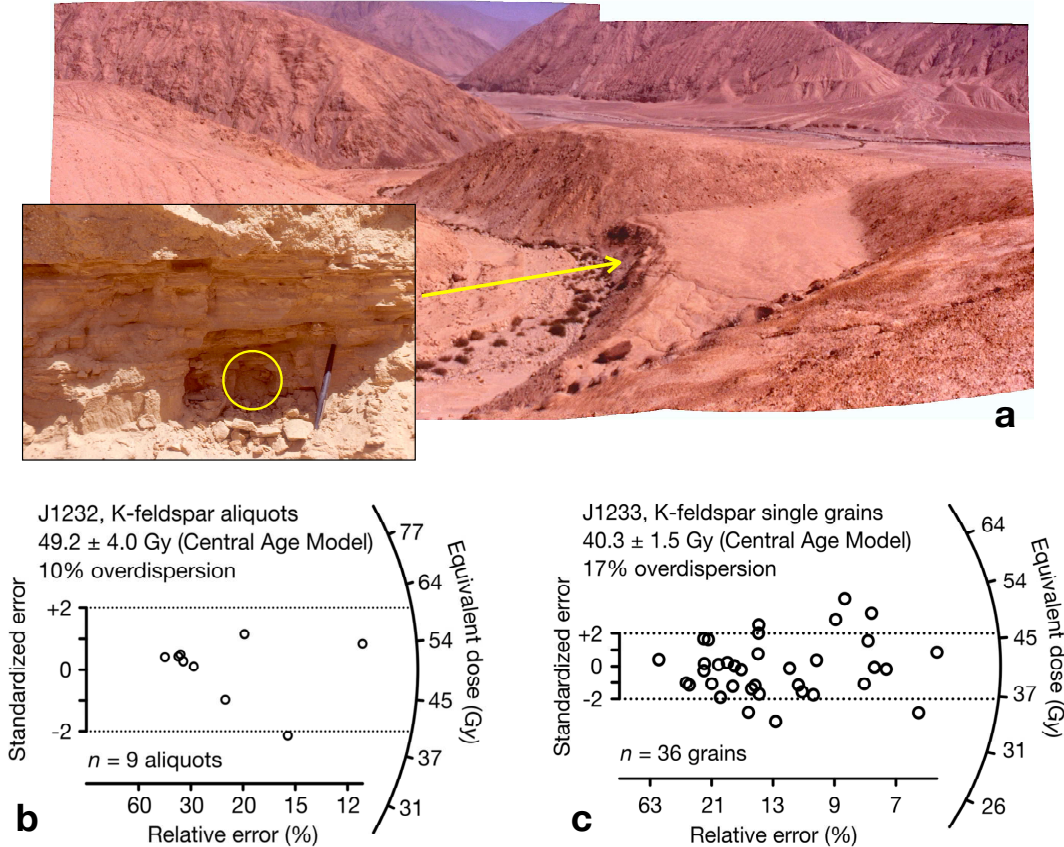 a
J1232, K-feldspar aliquots
49.2 ± 4.0 Gy (Central Age Model)
10% overdispersion
Standardized error
+2
0
-2
n = 9 aliquots
60 30 20 15 12
Relative error (%)
77
64
54
45
37
31
Equivalent dose (Gy)
b
J1233, K-feldspar single grains
40.3 ± 1.5 Gy (Central Age Model)
17% overdispersion
Standardized error
+2
0
-2
n = 36 grains
63 21 13 9 7
Relative error (%)
64
54
45
37
31
26
Equivalent dose (Gy)
c